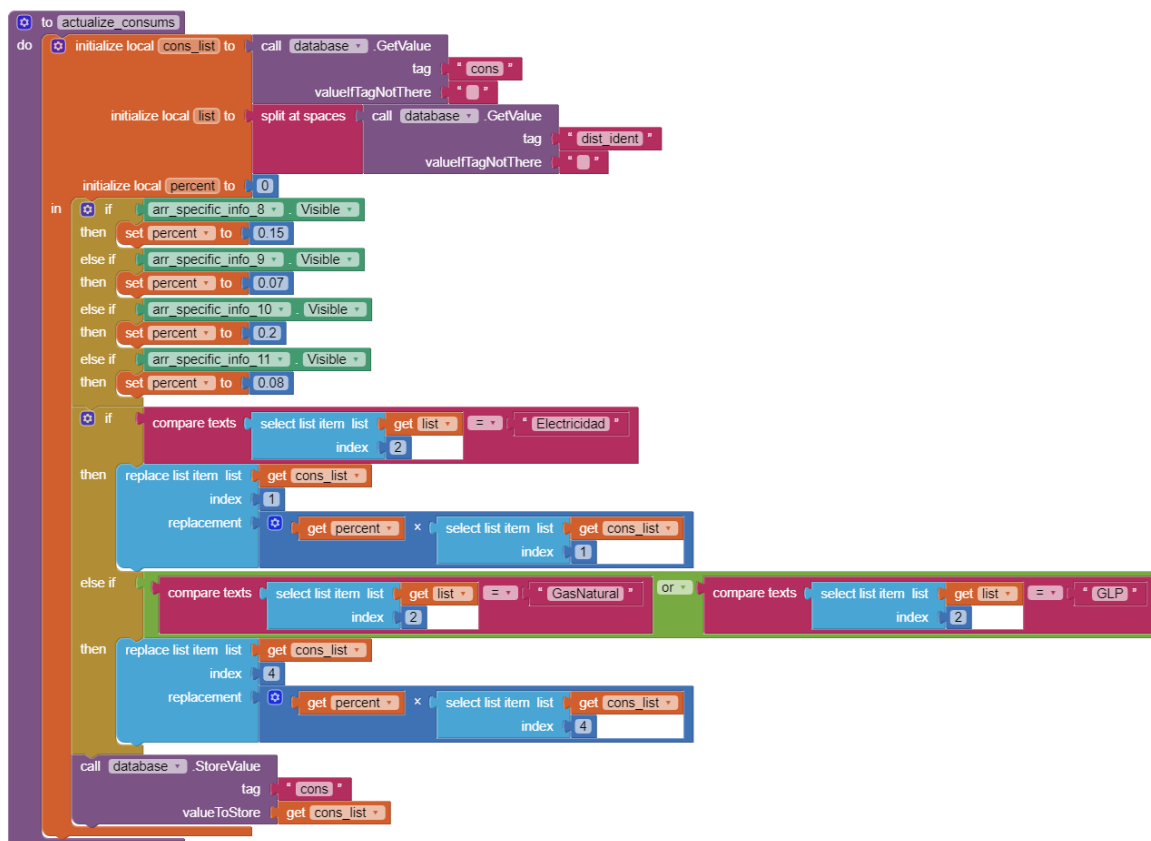 to actualize_consums
do initialize local cons_list to call database .GetValue
tag " cons "
valueIfTagNotThere " "
initialize local list to split at spaces call database .GetValue
tag " dist_ident "
valueIfTagNotThere " "
initialize local percent to 0
in if arr_specific_info_8 . Visible
then set percent to 0.15
else if arr_specific_info_9 . Visible
then set percent to 0.07
else if arr_specific_info_10 . Visible
then set percent to 0.2
else if arr_specific_info_11 . Visible
then set percent to 0.08
if compare texts select list item list get list = " Electricidad "
index 2
then replace list item list get cons_list
index 1
replacement get percent × select list item list get cons_list
index 1
else if compare texts select list item list get list = " GasNatural " or compare texts select list item list get list = " GLP "
index 2 index 2
then replace list item list get cons_list
index 4
replacement get percent × select list item list get cons_list
index 4
call database .StoreValue
tag " cons "
valueToStore get cons_list